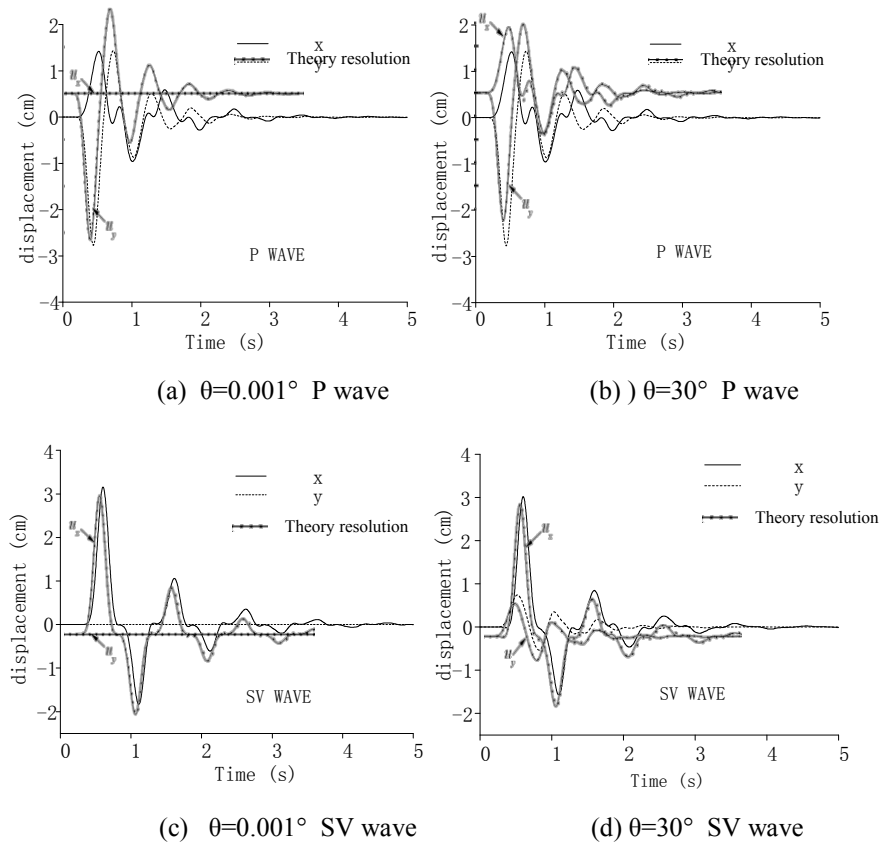 3
2
1
0
−1
−2
−3
−4
displacement (cm)
x
Theory resolution
y
u_x
u_y
P WAVE
0 1 2 3 4 5
Time (s)
(a) θ=0.001° P wave
3
2
1
0
−1
−2
−3
−4
displacement (cm)
x
Theory resolution
y
u_x
u_y
P WAVE
0 1 2 3 4 5
Time (s)
(b) ) θ=30° P wave
4
3
2
1
0
−1
−2
displacement (cm)
x
y
Theory resolution
u_x
u_y
SV WAVE
0 1 2 3 4 5
Time (s)
(c) θ=0.001° SV wave
4
3
2
1
0
−1
−2
displacement (cm)
x
y
Theory resolution
u_x
u_y
SV WAVE
0 1 2 3 4 5
Time (s)
(d) θ=30° SV wave